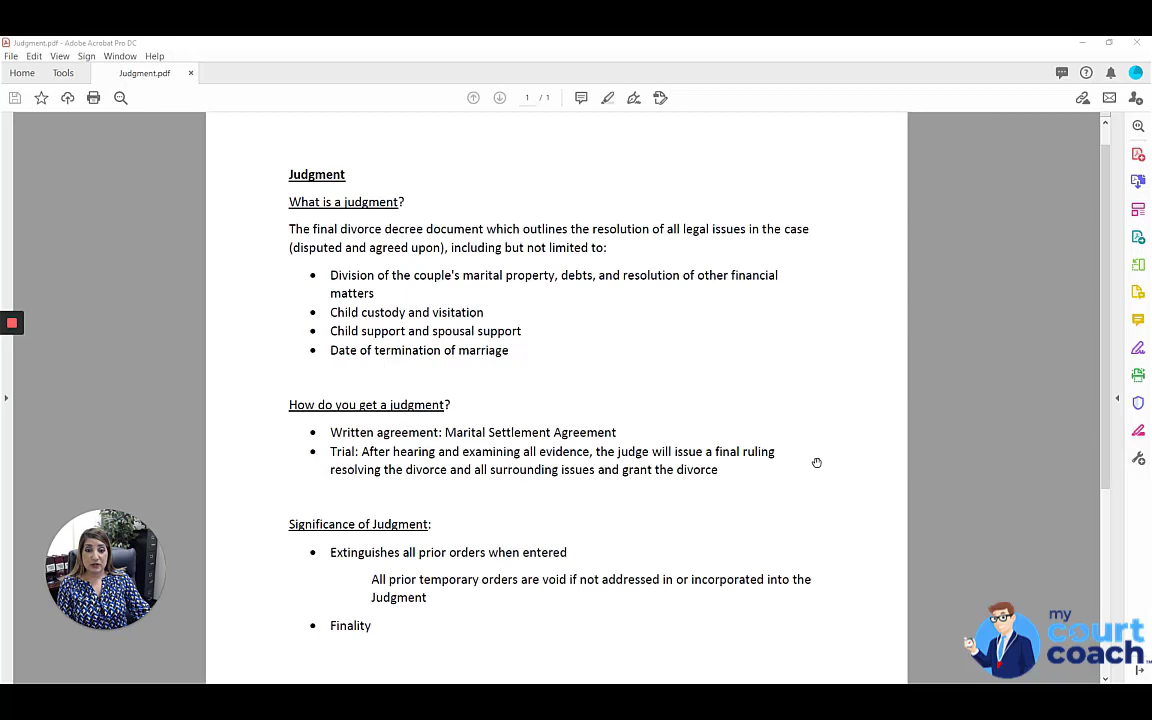 Judgment.pdf - Adobe Acrobat Pro DC
File Edit View Sign Window Help
Home Tools Judgment.pdf ×
1 / 1
Judgment
What is a judgment?
The final divorce decree document which outlines the resolution of all legal issues in the case
(disputed and agreed upon), including but not limited to:
• Division of the couple's marital property, debts, and resolution of other financial
matters
• Child custody and visitation
• Child support and spousal support
• Date of termination of marriage
How do you get a judgment?
• Written agreement: Marital Settlement Agreement
• Trial: After hearing and examining all evidence, the judge will issue a final ruling
resolving the divorce and all surrounding issues and grant the divorce
Significance of Judgment:
• Extinguishes all prior orders when entered
All prior temporary orders are void if not addressed in or incorporated into the
Judgment
• Finality
my
court
coach